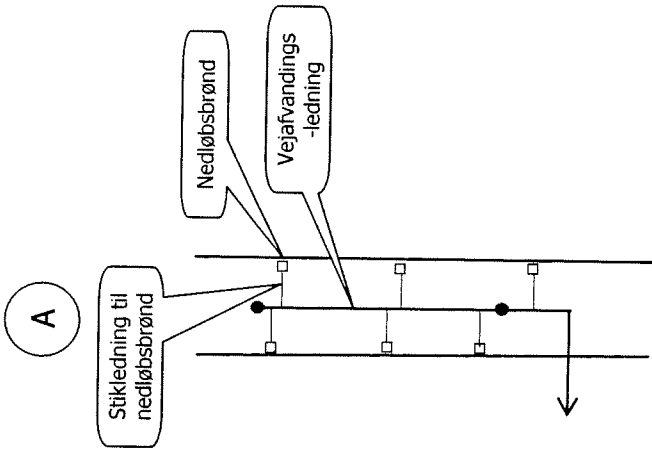 A
Stikledning til
nedløbsbrønd
Nedløbsbrønd
Vejafvandings
-ledning